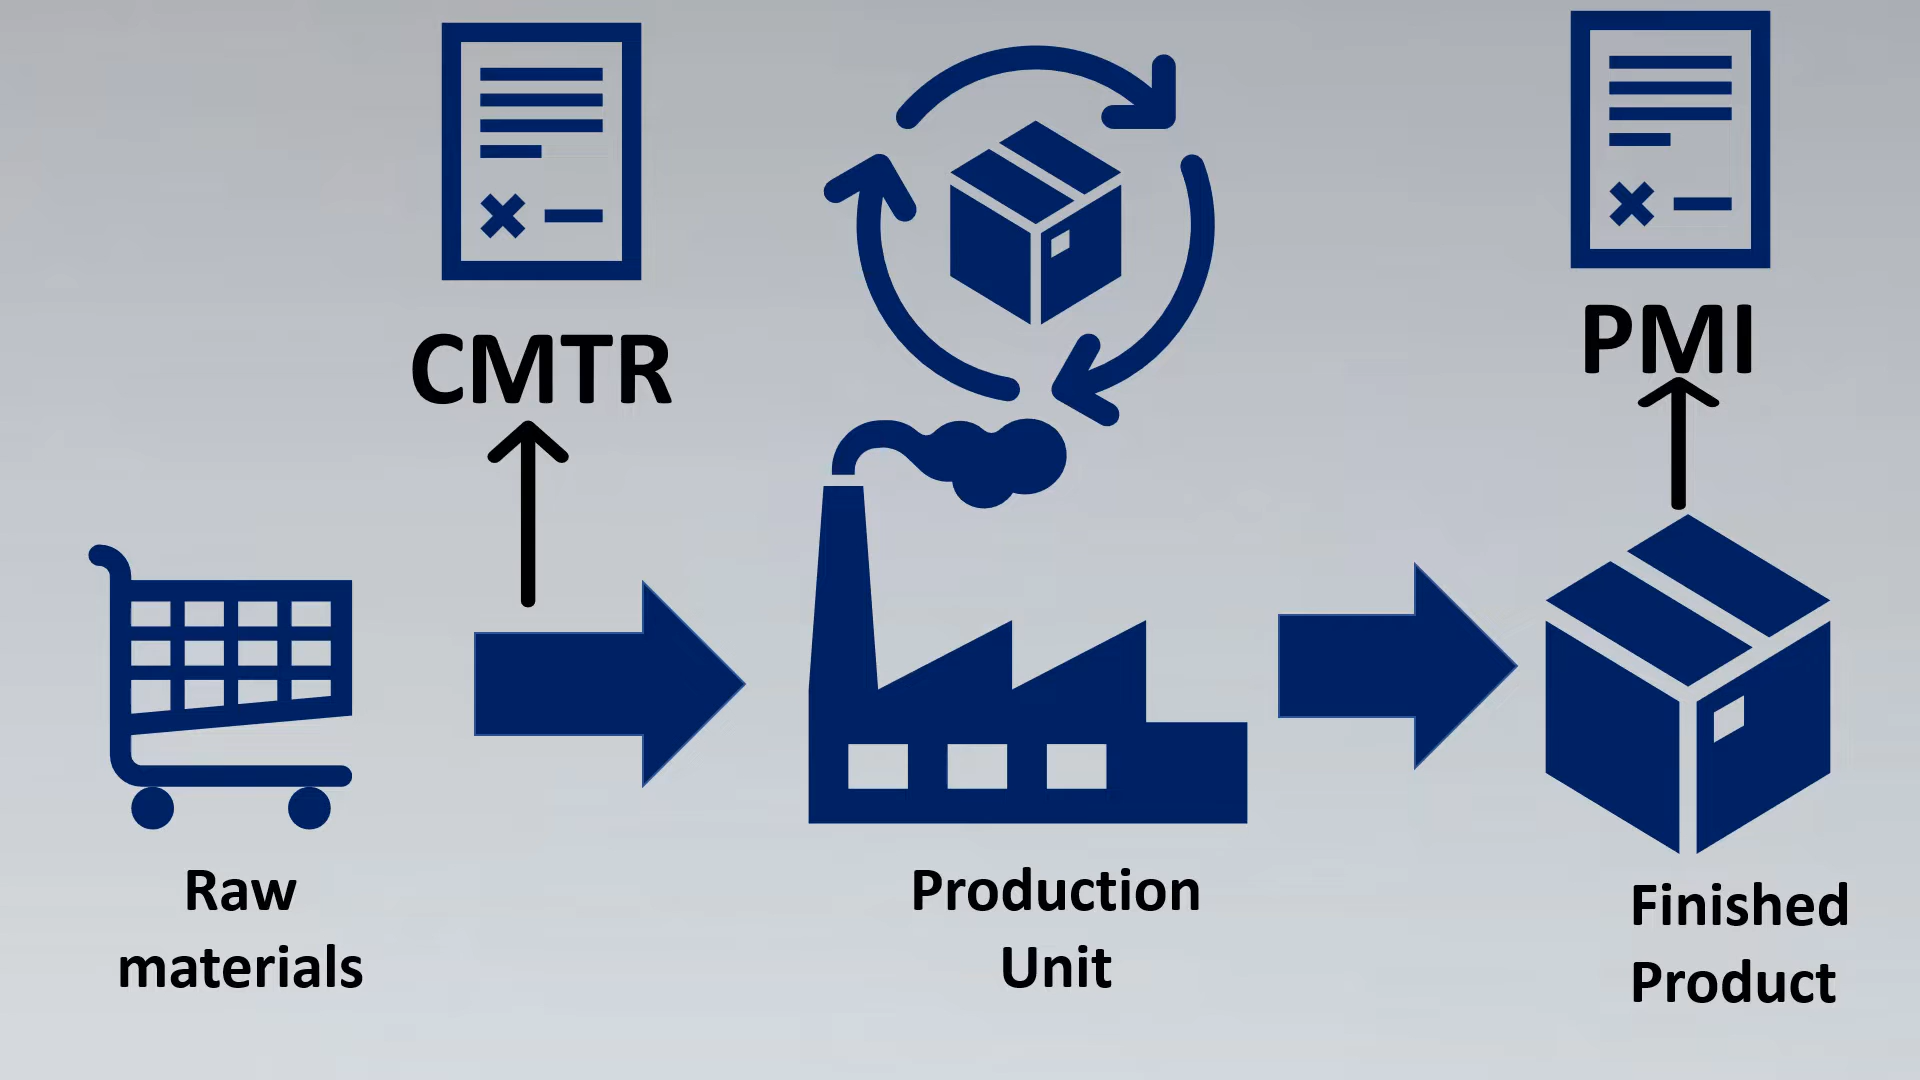 CMTR
PMI
Raw
materials
Production
Unit
Finished
Product